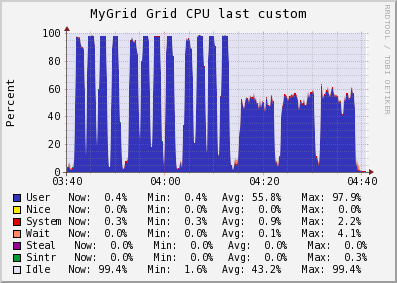 MyGrid Grid CPU last custom
RRDTOOL / TOBI OETIKER
Percent
100
80
60
40
20
0
03:40 04:00 04:20 04:40
User Now: 0.4% Min: 0.4% Avg: 55.8% Max: 97.9%
Nice Now: 0.0% Min: 0.0% Avg: 0.0% Max: 0.0%
System Now: 0.3% Min: 0.3% Avg: 0.9% Max: 2.2%
Wait Now: 0.0% Min: 0.0% Avg: 0.1% Max: 4.1%
Steal Now: 0.0% Min: 0.0% Avg: 0.0% Max: 0.0%
Sintr Now: 0.0% Min: 0.0% Avg: 0.0% Max: 0.3%
Idle Now: 99.4% Min: 1.6% Avg: 43.2% Max: 99.4%